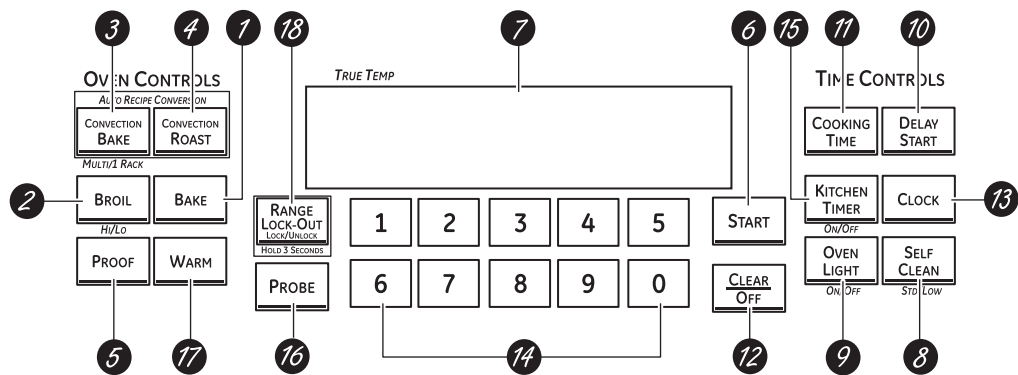 3 4 1 18 7 6 15 11 10
OVEN CONTROLS
AUTO RECIPE CONVERSION
CONVECTION
BAKE
CONVECTION
ROAST
MULTI/1 RACK
2
BROIL
BAKE
HI/LO
PROOF
WARM
5 17
TRUE TEMP
RANGE
LOCK-OUT
LOCK/UNLOCK
HOLD 3 SECONDS
PROBE
16
1 2 3 4 5
6 7 8 9 0
14
START
CLEAR
OFF
12
TIME CONTROLS
COOKING
TIME
DELAY
START
KITCHEN
TIMER
ON/OFF
CLOCK
13
OVEN
LIGHT
ON/OFF
SELF
CLEAN
STD/LOW
9 8